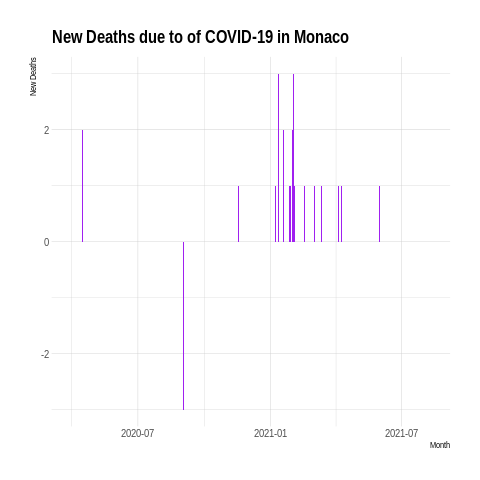 New Deaths due to of COVID-19 in Monaco
New Deaths
2
0
-2
2020-07
2021-01
2021-07
Month